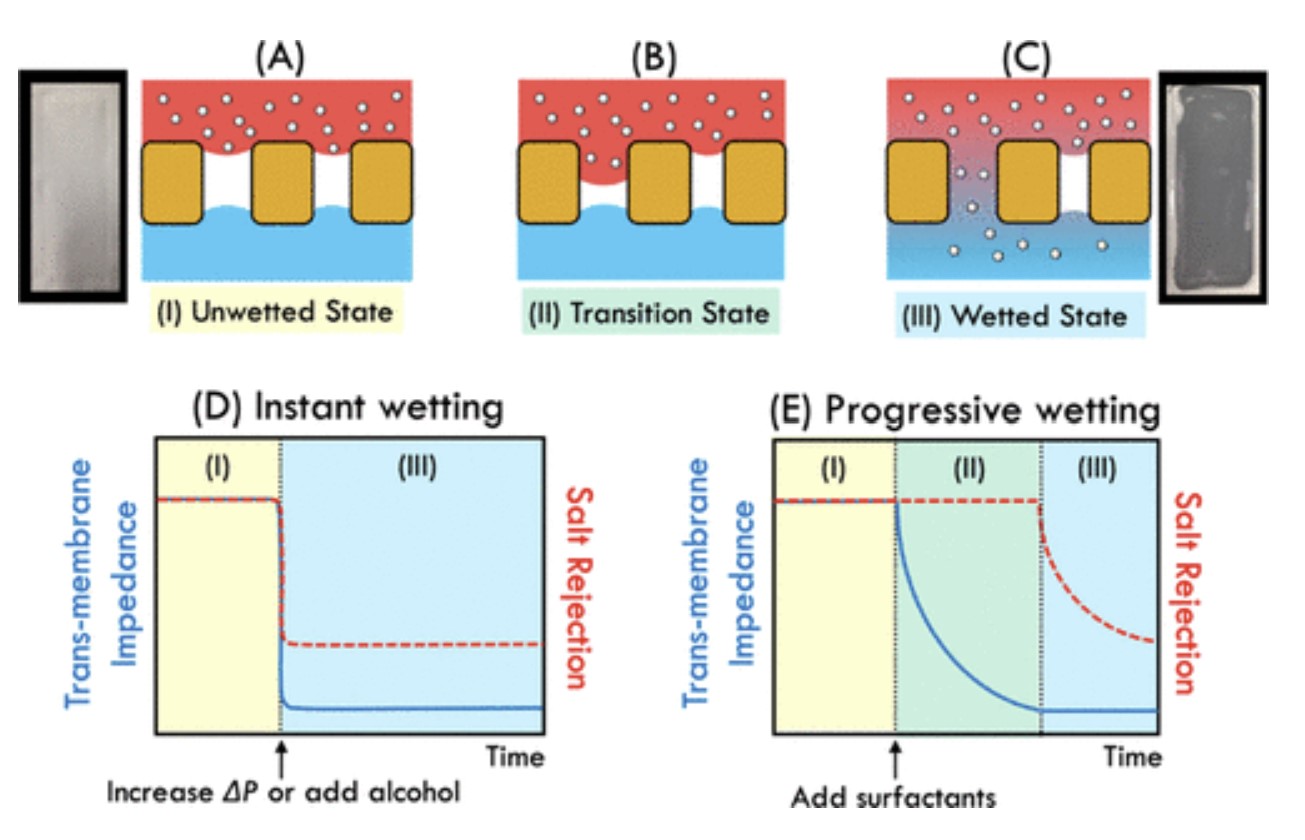 (A)
(B)
(C)
(I) Unwetted State
(II) Transition State
(III) Wetted State
(D) Instant wetting
(E) Progressive wetting
Trans-membrane
Impedance
(I)
(III)
Salt Rejection
Time
Increase ΔP or add alcohol
Trans-membrane
Impedance
(I)
(II)
(III)
Salt Rejection
Time
Add surfactants